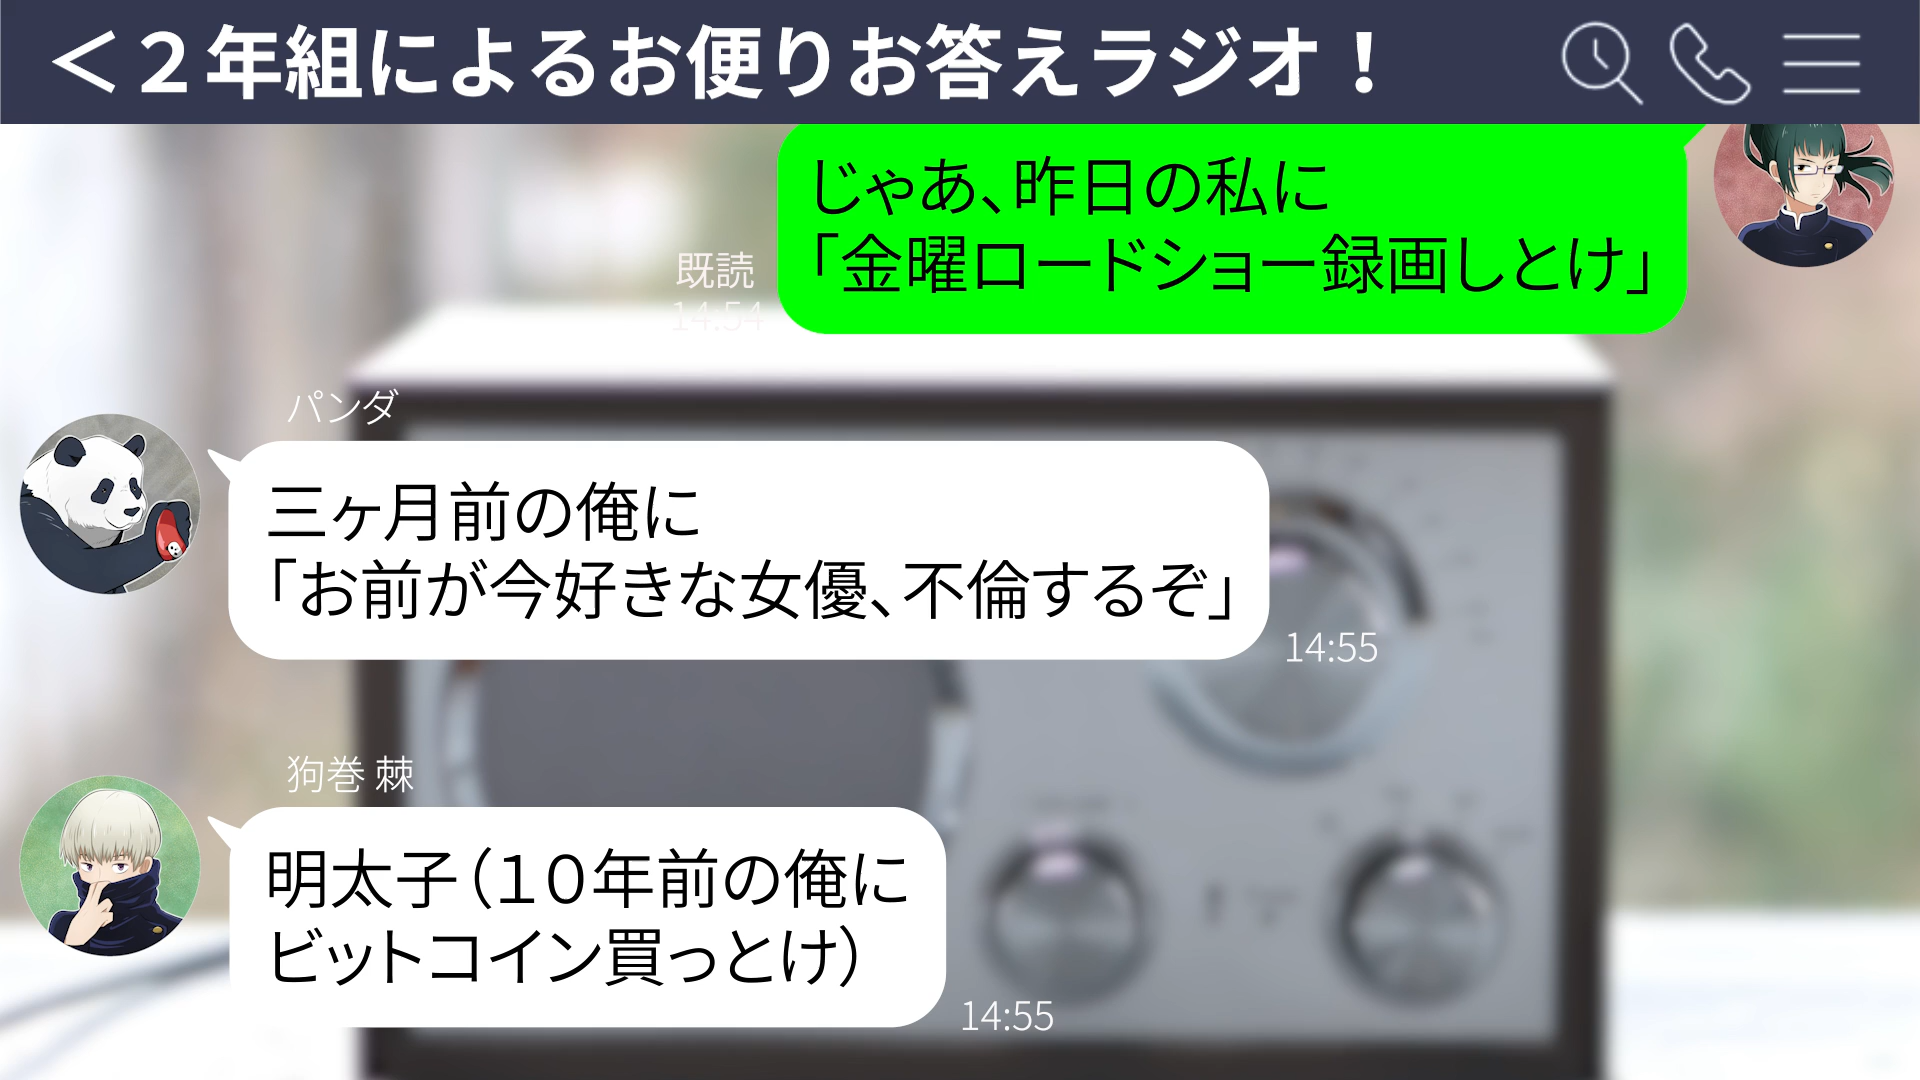 ＜２年組によるお便りお答えラジオ！
じゃあ、昨日の私に
「金曜ロードショー録画しとけ」
既読
14:54
パンダ
三ヶ月前の俺に
「お前が今好きな女優、不倫するぞ」
14:55
狗巻 棘
明太子（１０年前の俺に
ビットコイン買っとけ）
14:55